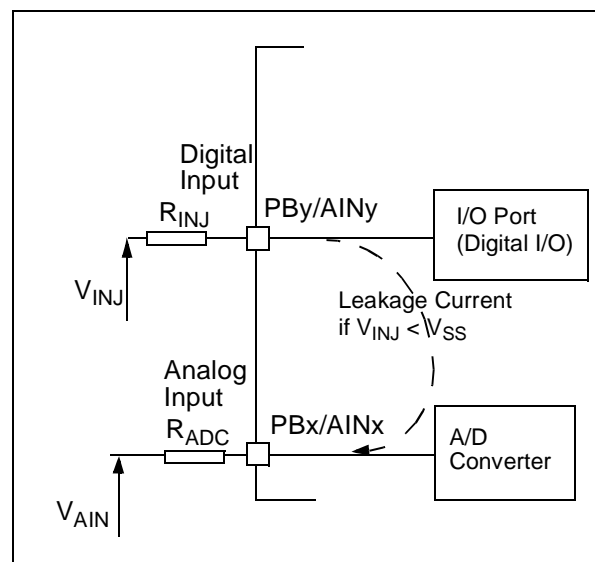 Digital
Input
R_INJ
PBy/AINy
I/O Port
(Digital I/O)
V_INJ
Leakage Current
if V_INJ < V_SS
Analog
Input
R_ADC
PBx/AINx
A/D
Converter
V_AIN